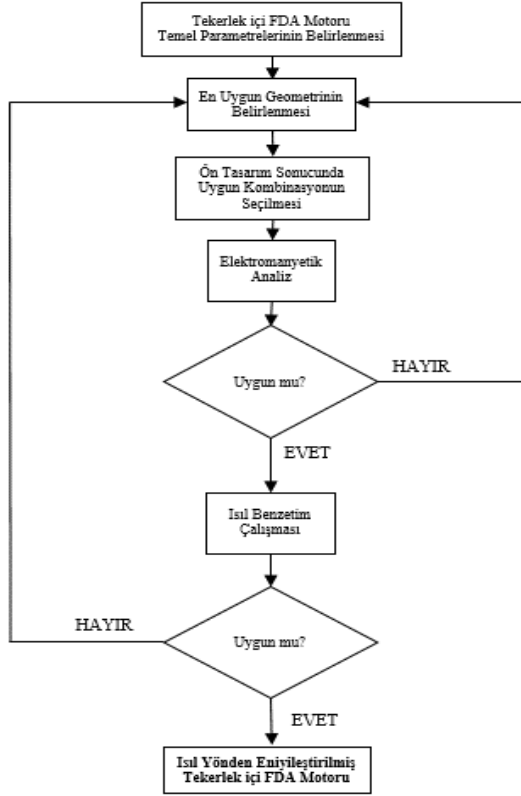 Tekerlek içi FDA Motoru
Temel Parametrelerinin Belirlenmesi
En Uygun Geometrinin
Belirlenmesi
Ön Tasarım Sonucunda
Uygun Kombinasyonun
Seçilmesi
Elektromanyetik
Analiz
Uygun mu?
HAYIR
EVET
Isıl Benzetim
Çalışması
HAYIR
Uygun mu?
EVET
Isıl Yönden Eniyileştirilmiş
Tekerlek içi FDA Motoru